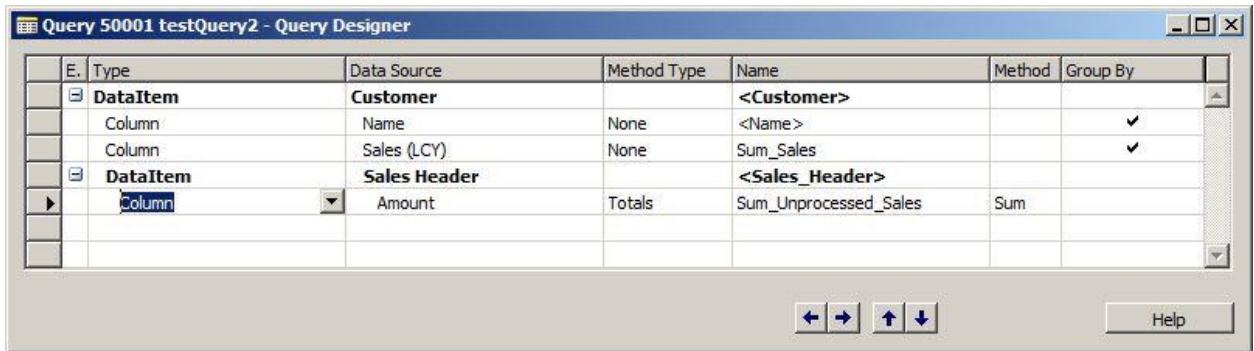 Query 50001 testQuery2 - Query Designer
E. Type Data Source Method Type Name Method Group By
DataItem Customer <Customer>
Column Name None <Name>
Column Sales (LCY) None Sum_Sales
DataItem Sales Header <Sales_Header>
Column Amount Totals Sum_Unprocessed_Sales Sum
Help